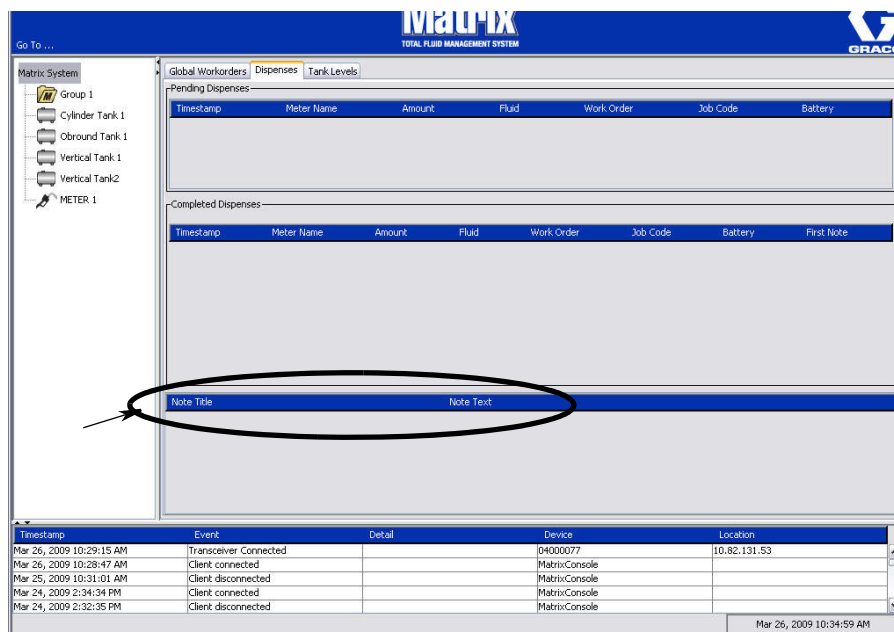 Matrix
TOTAL FLUID MANAGEMENT SYSTEM
Go To ...
GRACO
Matrix System
Group 1
Cylinder Tank 1
Obround Tank 1
Vertical Tank 1
Vertical Tank2
METER 1
Global Workorders Dispenses Tank Levels
Pending Dispenses
Timestamp Meter Name Amount Fluid Work Order Job Code Battery
Completed Dispenses
Timestamp Meter Name Amount Fluid Work Order Job Code Battery First Note
Note Title Note Text
Timestamp Event Detail Device Location
Mar 26, 2009 10:29:15 AM Transceiver Connected 04000077 10.82.131.53
Mar 26, 2009 10:28:47 AM Client connected MatrixConsole
Mar 25, 2009 10:31:01 AM Client disconnected MatrixConsole
Mar 24, 2009 2:34:34 PM Client connected MatrixConsole
Mar 24, 2009 2:32:35 PM Client disconnected MatrixConsole
Mar 26, 2009 10:34:59 AM